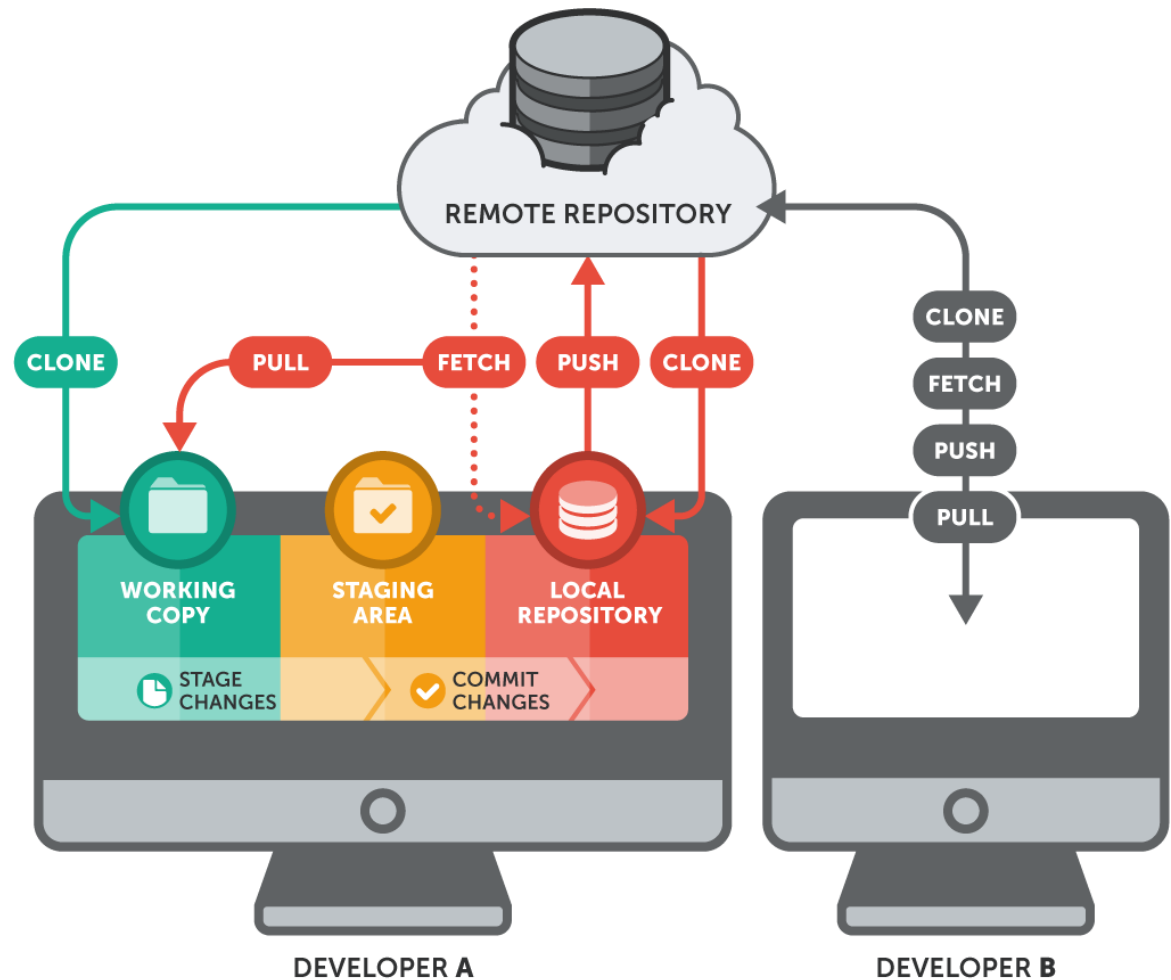 REMOTE REPOSITORY
CLONE
PULL
FETCH
PUSH
CLONE
CLONE
FETCH
PUSH
PULL
WORKING
COPY
STAGING
AREA
LOCAL
REPOSITORY
STAGE
CHANGES
COMMIT
CHANGES
DEVELOPER A
DEVELOPER B